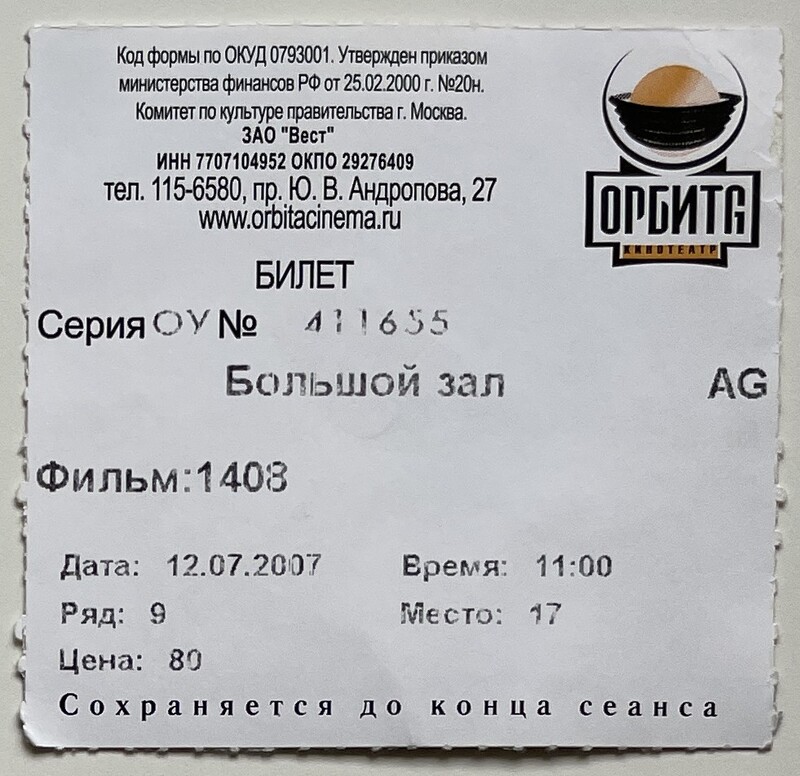 Код формы по ОКУД 0793001. Утвержден приказом
министерства финансов РФ от 25.02.2000 г. №20н.
Комитет по культуре правительства г. Москва.
ЗАО "Вест"
ИНН 7707104952 ОКПО 29276409
тел. 115-6580, пр. Ю. В. Андропова, 27
www.orbitacinema.ru
ОРБИТА
КИНОТЕАТР
БИЛЕТ
Серия ОУ № 411655
Большой зал AG
Фильм:1408
Дата: 12.07.2007 Время: 11:00
Ряд: 9 Место: 17
Цена: 80
Сохраняется до конца сеанса